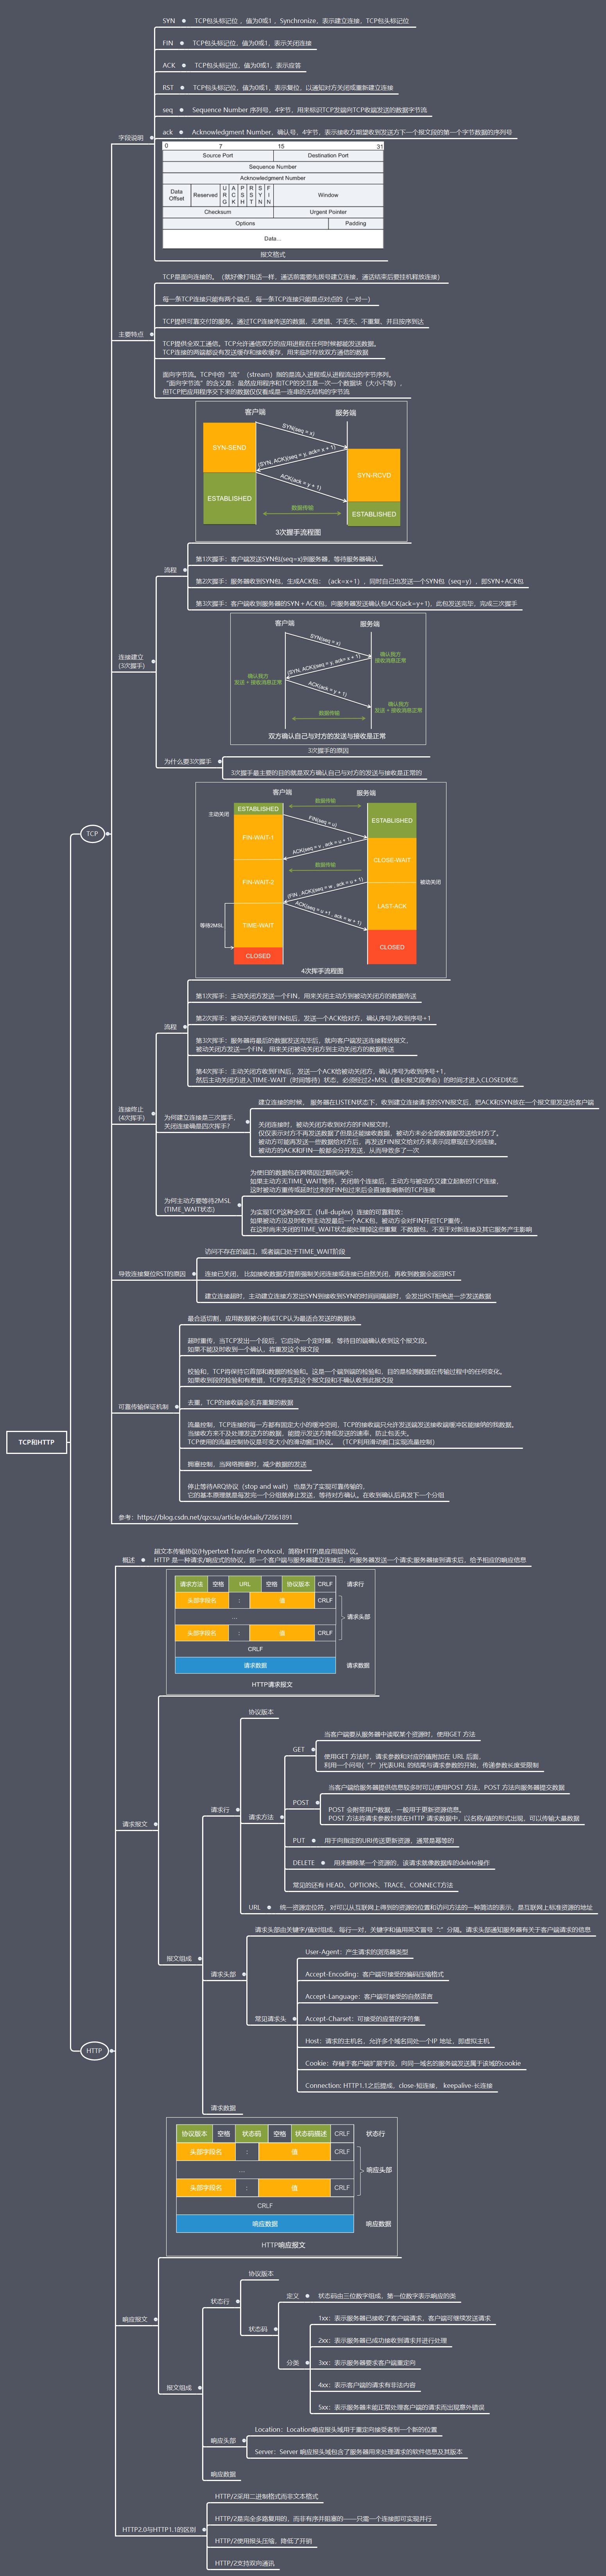 TCP和HTTP
TCP
字段说明
SYN
TCP包头标记位 ，值为0或1 ，Synchronize，表示建立连接，TCP包头标记位
FIN
TCP包头标记位，值为0或1，表示关闭连接
ACK
TCP包头标记位，值为0或1，表示应答
RST
TCP包头标记位，值为0或1，表示复位，以通知对方关闭或重新建立连接
seq
Sequence Number 序列号，4字节，用来标识TCP发端向TCP收端发送的数据字节流
ack
Acknowledgment Number，确认号，4字节，表示接收方期望收到发送方下一个报文段的第一个字节数据的序列号
0 7 15 31
Source Port
Destination Port
Sequence Number
Acknowledgment Number
Data Offset
Reserved
URG
ACK
PSH
RST
SYN
FIN
Window
Checksum
Urgent Pointer
Options
Padding
Data...
报文格式
主要特点
TCP是面向连接的。（就好像打电话一样，通话前需要先拨号建立连接，通话结束后要挂机释放连接）
每一条TCP连接只能有两个端点，每一条TCP连接只能是点对点的（一对一）
TCP提供可靠交付的服务。通过TCP连接传送的数据，无差错，不丢失，不重复，并且按序到达
TCP提供全双工通信。TCP允许通信双方的应用进程在任何时候都能发送数据。
TCP连接的两端都设有发送缓存和接收缓存，用来临时存放双方通信的数据
面向字节流。TCP中的“流”（stream）指的是流入进程或从进程流出的字节序列。
“面向字节流”的含义是：虽然应用程序和TCP的交互是一次一个数据块（大小不等），
但TCP把应用程序交下来的数据仅仅看成是一连串的无结构的字节流
连接建立
(3次握手)
客户端
服务端
SYN(seq = x)
SYN-SEND
(SYN, ACK)(seq = y, ack= x + 1)
SYN-RCVD
ACK(ack = y + 1)
ESTABLISHED
数据传输
ESTABLISHED
3次握手流程图
流程
第1次握手：客户端发送SYN包(seq=x)到服务器，等待服务器确认
第2次握手：服务器收到SYN包，生成ACK包：（ack=x+1），同时自己也发送一个SYN包（seq=y），即SYN+ACK包
第3次握手：客户端收到服务器的SYN + ACK包，向服务器发送确认包ACK(ack=y+1)，此包发送完毕，完成三次握手
客户端
服务端
SYN(seq = x)
确认我方
接收消息正常
(SYN, ACK)(seq = y, ack= x + 1)
确认我方
发送 + 接收消息正常
ACK(ack = y + 1)
确认我方
发送 + 接收消息正常
数据传输
双方确认自己与对方的发送与接收是正常
为什么要3次握手
3次握手的原因
3次握手最主要的目的就是双方确认自己与对方的发送与接收是正常的
连接终止
(4次挥手)
客户端
服务端
ESTABLISHED
数据传输
主动关闭
FIN(seq = u)
ESTABLISHED
FIN-WAIT-1
ACK(seq = v , ack = u + 1)
CLOSE-WAIT
数据传输
FIN-WAIT-2
(FIN , ACK)(seq = w , ack = u + 1)
被动关闭
LAST-ACK
ACK(seq = u +1 , ack = w + 1)
等待2MSL
TIME-WAIT
CLOSED
CLOSED
4次挥手流程图
流程
第1次挥手：主动关闭方发送一个FIN，用来关闭主动方到被动关闭方的数据传送
第2次挥手：被动关闭方收到FIN包后，发送一个ACK给对方，确认序号为收到序号+1
第3次挥手：服务器将最后的数据发送完毕后，就向客户端发送连接释放报文，
被动关闭方发送一个FIN，用来关闭被动关闭方到主动关闭方的数据传送
第4次挥手：主动关闭方收到FIN后，发送一个ACK给被动关闭方，确认序号为收到序号+1，
然后主动关闭方进入TIME-WAIT（时间等待）状态，必须经过2∗MSL（最长报文段寿命）的时间才进入CLOSED状态
为何建立连接是三次握手，
关闭连接确是四次挥手?
建立连接的时候， 服务器在LISTEN状态下，收到建立连接请求的SYN报文后，把ACK和SYN放在一个报文里发送给客户端
关闭连接时，被动关闭方收到对方的FIN报文时，
仅仅表示对方不再发送数据了但是还能接收数据，被动方未必全部数据都发送给对方了。
被动方可能再发送一些数据给对方后，再发送FIN报文给对方来表示同意现在关闭连接。
被动方的ACK和FIN一般都会分开发送，从而导致多了一次
为何主动方要等待2MSL
(TIME_WAIT状态)
为使旧的数据包在网络因过期而消失：
如果主动方无TIME_WAIT等待，关闭前个连接后，主动方与被动方又建立起新的TCP连接，
这时被动方重传或延时过来的FIN包过来后会直接影响新的TCP连接
为实现TCP这种全双工（full-duplex）连接的可靠释放：
如果被动方没及时收到主动发最后一个ACK包，被动方会对FIN开启TCP重传，
在这时尚未关闭的TIME_WAIT状态能处理掉这些重复 不数据包，不至于对新连接及其它服务产生影响
导致连接复位RST的原因
访问不存在的端口，或者端口处于TIME_WAIT阶段
连接已关闭， 比如接收数据方提前强制关闭连接或连接已自然关闭，再收到数据会返回RST
建立连接超时，主动建立连接方发出SYN到接收到SYN的时间间隔超时，会发出RST拒绝进一步发送数据
可靠传输保证机制
最合适切割，应用数据被分割成TCP认为最适合发送的数据块
超时重传，当TCP发出一个段后，它启动一个定时器，等待目的端确认收到这个报文段。
如果不能及时收到一个确认，将重发这个报文段
校验和，TCP将保持它首部和数据的检验和。这是一个端到端的检验和，目的是检测数据在传输过程中的任何变化。
如果收到段的检验和有差错，TCP将丢弃这个报文段和不确认收到此报文段
去重，TCP的接收端会丢弃重复的数据
流量控制，TCP连接的每一方都有固定大小的缓冲空间，TCP的接收端只允许发送端发送接收端缓冲区能接纳的我数据。
当接收方来不及处理发送方的数据，能提示发送方降低发送的速率，防止包丢失。
TCP使用的流量控制协议是可变大小的滑动窗口协议。（TCP利用滑动窗口实现流量控制）
拥塞控制，当网络拥塞时，减少数据的发送
停止等待ARQ协议（stop and wait）也是为了实现可靠传输的，
它的基本原理就是每发完一个分组就停止发送，等待对方确认。在收到确认后再发下一个分组
参考：https://blog.csdn.net/qzcsu/article/details/72861891
HTTP
概述
超文本传输协议(Hypertext Transfer Protocol，简称HTTP)是应用层协议。
HTTP 是一种请求/响应式的协议，即一个客户端与服务器建立连接后，向服务器发送一个请求;服务器接到请求后，给予相应的响应信息
请求报文
请求方法 空格 URL 空格 协议版本 CRLF 请求行
头部字段名 : 值 CRLF
... 请求头部
头部字段名 : 值 CRLF
CRLF
请求数据 请求数据
HTTP请求报文
报文组成
请求行
协议版本
请求方法
GET
当客户端要从服务器中读取某个资源时，使用GET 方法
使用GET 方法时，请求参数和对应的值附加在 URL 后面，
利用一个问号(“?”)代表URL 的结尾与请求参数的开始，传递参数长度受限制
POST
当客户端给服务器提供信息较多时可以使用POST 方法，POST 方法向服务器提交数据
POST 会附带用户数据，一般用于更新资源信息。
POST 方法将请求参数封装在HTTP 请求数据中，以名称/值的形式出现，可以传输大量数据
PUT
用于向指定的URI传送更新资源，通常是幂等的
DELETE
用来删除某一个资源的，该请求就像数据库的delete操作
常见的还有 HEAD、OPTIONS、TRACE、CONNECT方法
URL
统一资源定位符，对可以从互联网上得到的资源的位置和访问方法的一种简洁的表示，是互联网上标准资源的地址
请求头部
请求头部由关键字/值对组成，每行一对，关键字和值用英文冒号“:”分隔。请求头部通知服务器有关于客户端请求的信息
常见请求头
User-Agent：产生请求的浏览器类型
Accept-Encoding：客户端可接受的编码压缩格式
Accept-Language：客户端可接受的自然语言
Accept-Charset：可接受的应答的字符集
Host：请求的主机名，允许多个域名同处一个IP 地址，即虚拟主机
Cookie：存储于客户端扩展字段，向同一域名的服务端发送属于该域的cookie
Connection: HTTP1.1之后提成，close-短连接， keepalive-长连接
请求数据
响应报文
协议版本 空格 状态码 空格 状态码描述 CRLF 状态行
头部字段名 : 值 CRLF
... 响应头部
头部字段名 : 值 CRLF
CRLF
响应数据 响应数据
HTTP响应报文
报文组成
状态行
协议版本
状态码
定义
状态码由三位数字组成，第一位数字表示响应的类
分类
1xx：表示服务器已接收了客户端请求，客户端可继续发送请求
2xx：表示服务器已成功接收到请求并进行处理
3xx：表示服务器要求客户端重定向
4xx：表示客户端的请求有非法内容
5xx：表示服务器未能正常处理客户端的请求而出现意外错误
响应头部
Location：Location响应报头域用于重定向接受者到一个新的位置
Server：Server 响应报头域包含了服务器用来处理请求的软件信息及其版本
响应数据
HTTP2.0与HTTP1.1的区别
HTTP/2采用二进制格式而非文本格式
HTTP/2是完全多路复用的，而非有序并阻塞的——只需一个连接即可实现并行
HTTP/2使用报头压缩，降低了开销
HTTP/2支持双向通讯